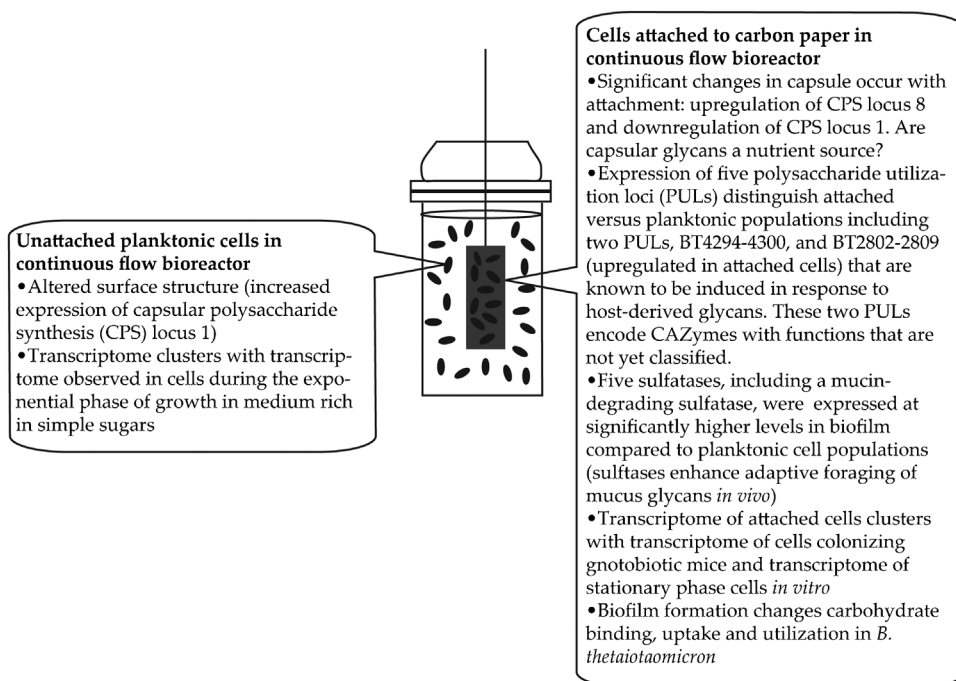 Unattached planktonic cells in
continuous flow bioreactor
•Altered surface structure (increased
expression of capsular polysaccharide
synthesis (CPS) locus 1)
•Transcriptome clusters with transcrip-
tome observed in cells during the expo-
nential phase of growth in medium rich
in simple sugars
Cells attached to carbon paper in
continuous flow bioreactor
•Significant changes in capsule occur with
attachment: upregulation of CPS locus 8
and downregulation of CPS locus 1. Are
capsular glycans a nutrient source?
•Expression of five polysaccharide utiliza-
tion loci (PULs) distinguish attached
versus planktonic populations including
two PULs, BT4294-4300, and BT2802-2809
(upregulated in attached cells) that are
known to be induced in response to
host-derived glycans. These two PULs
encode CAZymes with functions that are
not yet classified.
•Five sulfatases, including a mucin-
degrading sulfatase, were expressed at
significantly higher levels in biofilm
compared to planktonic cell populations
(sulftases enhance adaptive foraging of
mucus glycans in vivo)
•Transcriptome of attached cells clusters
with transcriptome of cells colonizing
gnotobiotic mice and transcriptome of
stationary phase cells in vitro
•Biofilm formation changes carbohydrate
binding, uptake and utilization in B.
thetaiotaomicron